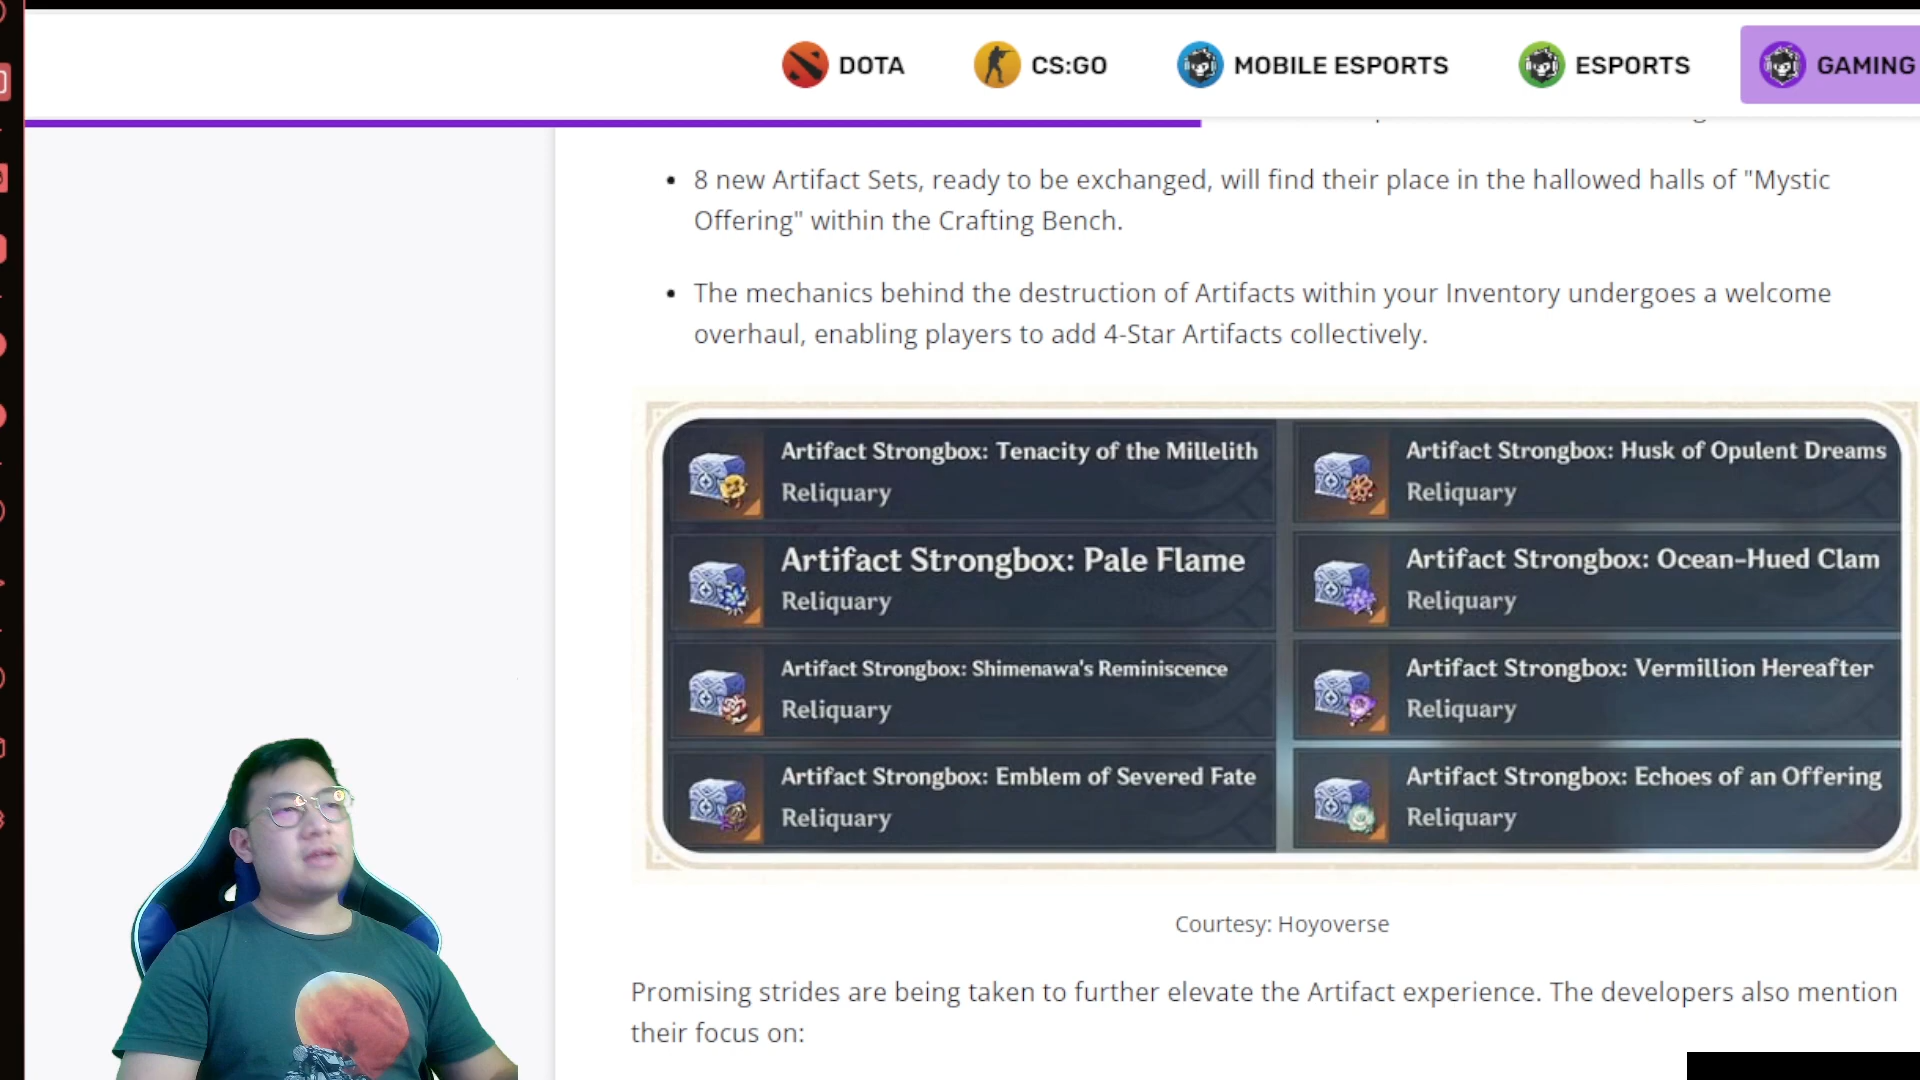 DOTA
CS:GO
MOBILE ESPORTS
ESPORTS
GAMING
8 new Artifact Sets, ready to be exchanged, will find their place in the hallowed halls of "Mystic
Offering" within the Crafting Bench.
The mechanics behind the destruction of Artifacts within your Inventory undergoes a welcome
overhaul, enabling players to add 4-Star Artifacts collectively.
Artifact Strongbox: Tenacity of the Millelith
Reliquary
Artifact Strongbox: Husk of Opulent Dreams
Reliquary
Artifact Strongbox: Pale Flame
Reliquary
Artifact Strongbox: Ocean-Hued Clam
Reliquary
Artifact Strongbox: Shimenawa's Reminiscence
Reliquary
Artifact Strongbox: Vermillion Hereafter
Reliquary
Artifact Strongbox: Emblem of Severed Fate
Reliquary
Artifact Strongbox: Echoes of an Offering
Reliquary
Courtesy: Hoyoverse
Promising strides are being taken to further elevate the Artifact experience. The developers also mention
their focus on: